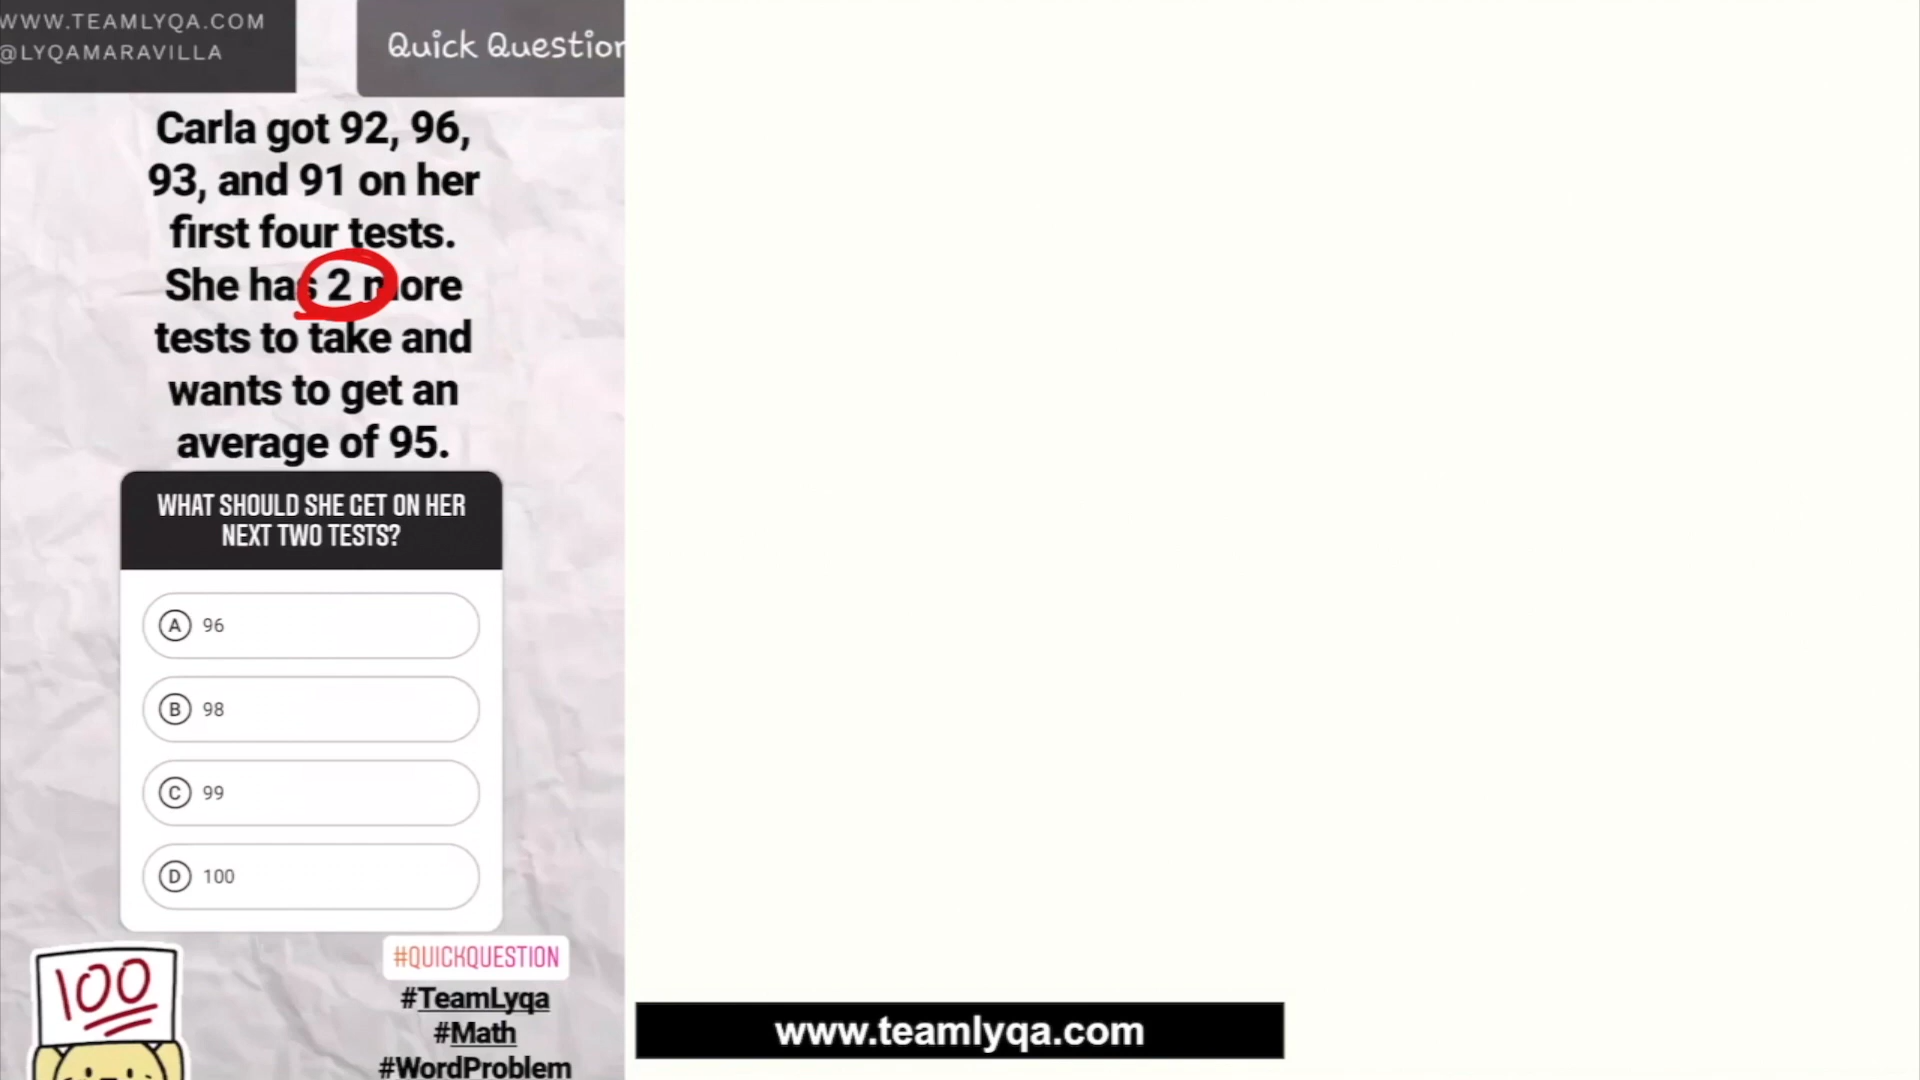 WWW.TEAMLYQA.COM
@LYQAMARAVILLA
Quick Question
Carla got 92, 96,
93, and 91 on her
first four tests.
She has 2 more
tests to take and
wants to get an
average of 95.
WHAT SHOULD SHE GET ON HER
NEXT TWO TESTS?
A 96
B 98
C 99
D 100
100
#QUICKQUESTION
#TeamLyqa
#Math
#WordProblem
www.teamlyqa.com